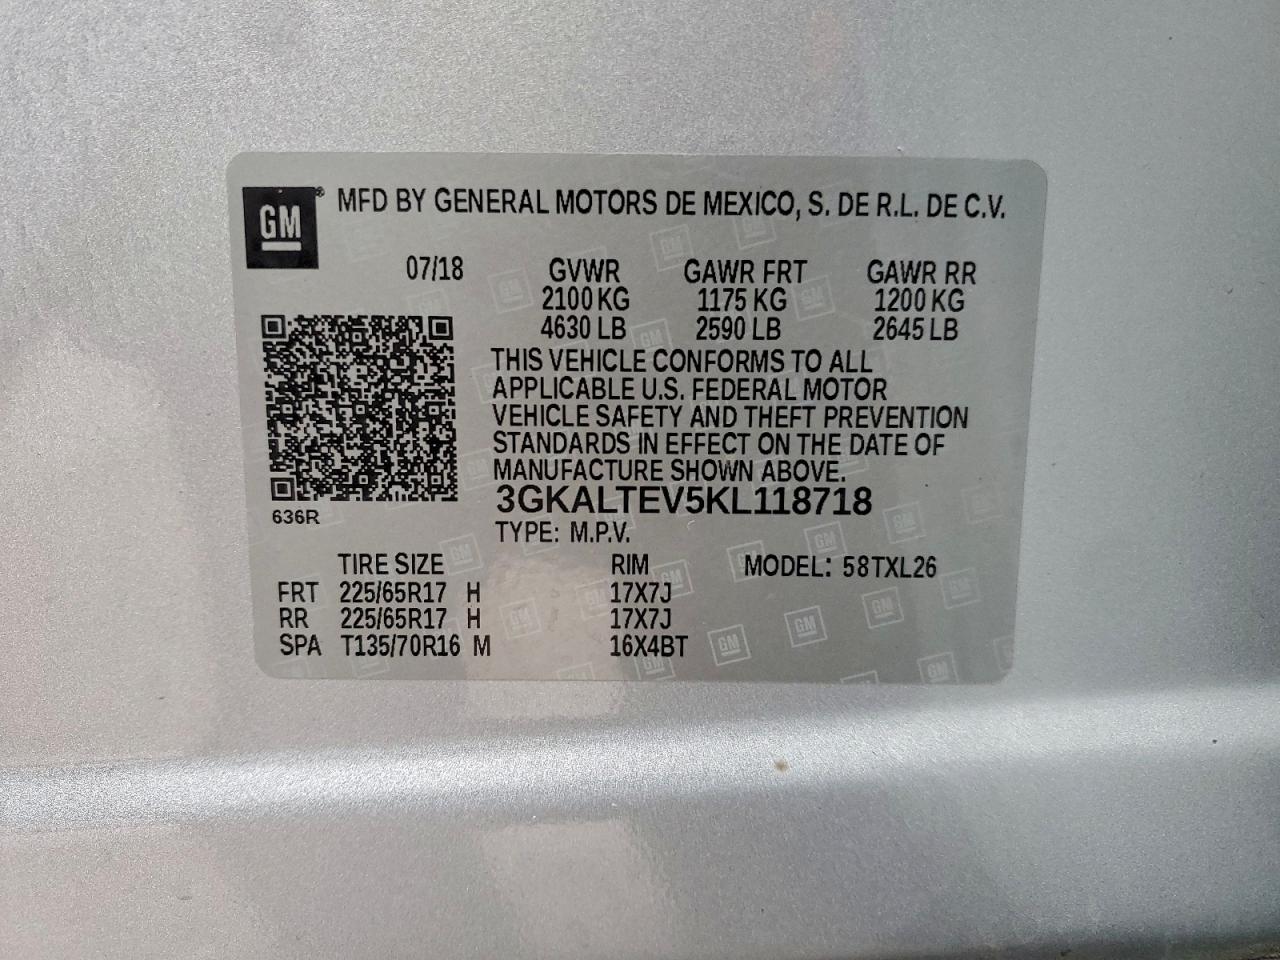 GM ® MFD BY GENERAL MOTORS DE MEXICO, S. DE R.L. DE C.V.
07/18 GVWR GAWR FRT GAWR RR
2100 KG 1175 KG 1200 KG
4630 LB 2590 LB 2645 LB
THIS VEHICLE CONFORMS TO ALL
APPLICABLE U.S. FEDERAL MOTOR
VEHICLE SAFETY AND THEFT PREVENTION
STANDARDS IN EFFECT ON THE DATE OF
MANUFACTURE SHOWN ABOVE.
3GKALTEV5KL118718
636R
TYPE: M.P.V.
TIRE SIZE RIM MODEL: 58TXL26
FRT 225/65R17 H 17X7J
RR 225/65R17 H 17X7J
SPA T135/70R16 M 16X4BT